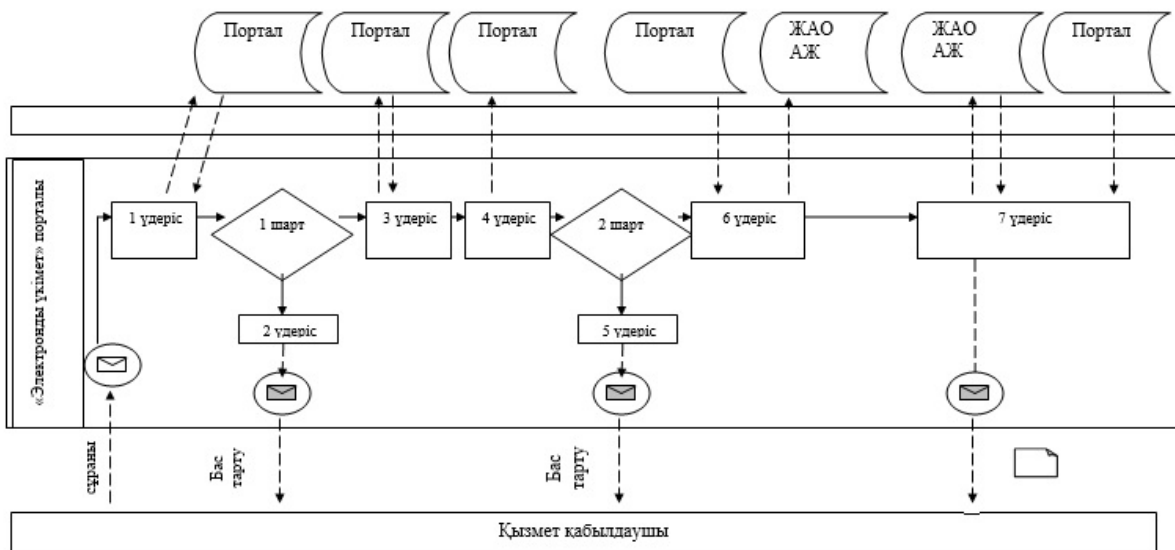 Портал
Портал
Портал
Портал
ЖАО
АЖ
ЖАО
АЖ
Портал
«Электронды үкімет» порталы
1 үдеріс
1 шарт
3 үдеріс
4 үдеріс
2 шарт
6 үдеріс
7 үдеріс
2 үдеріс
5 үдеріс
сұраны
Бас
тарту
Бас
тарту
Қызмет қабылдаушы